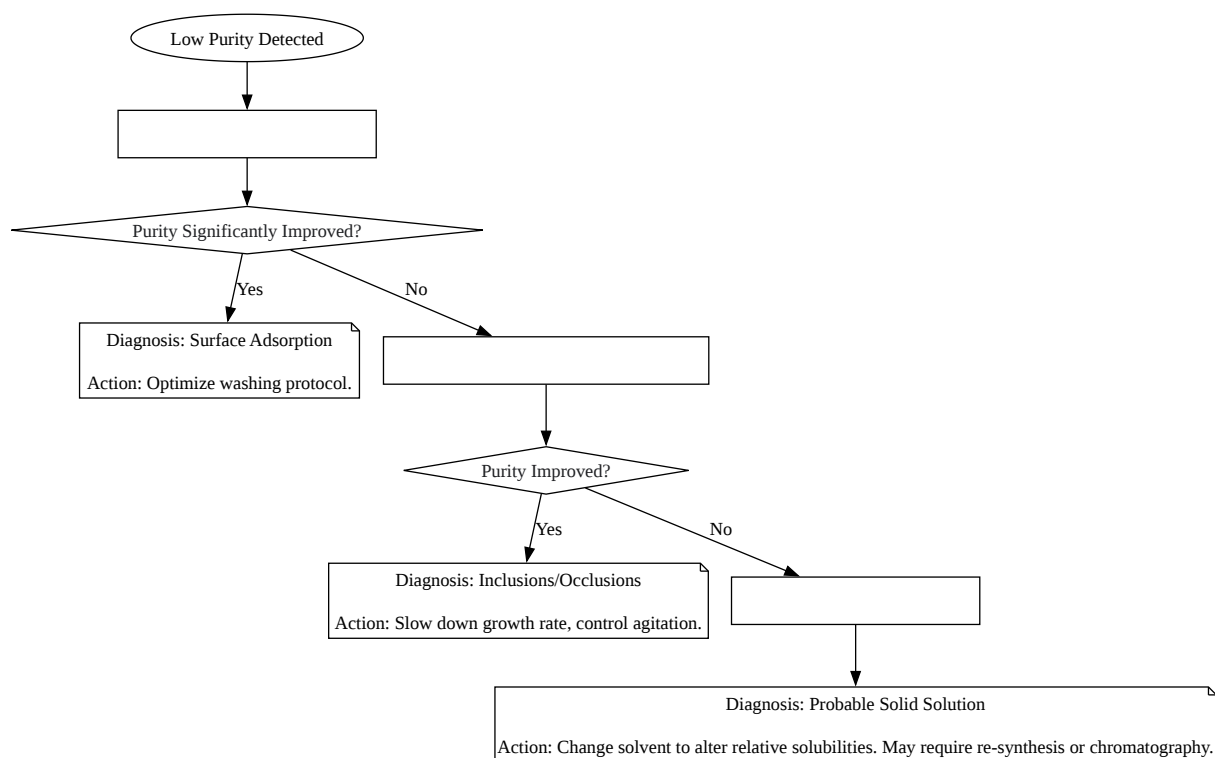 Low Purity Detected
Purity Significantly Improved?
Yes
No
Diagnosis: Surface Adsorption
Action: Optimize washing protocol.
Purity Improved?
Yes
No
Diagnosis: Inclusions/Occlusions
Action: Slow down growth rate, control agitation.
Diagnosis: Probable Solid Solution
Action: Change solvent to alter relative solubilities. May require re-synthesis or chromatography.